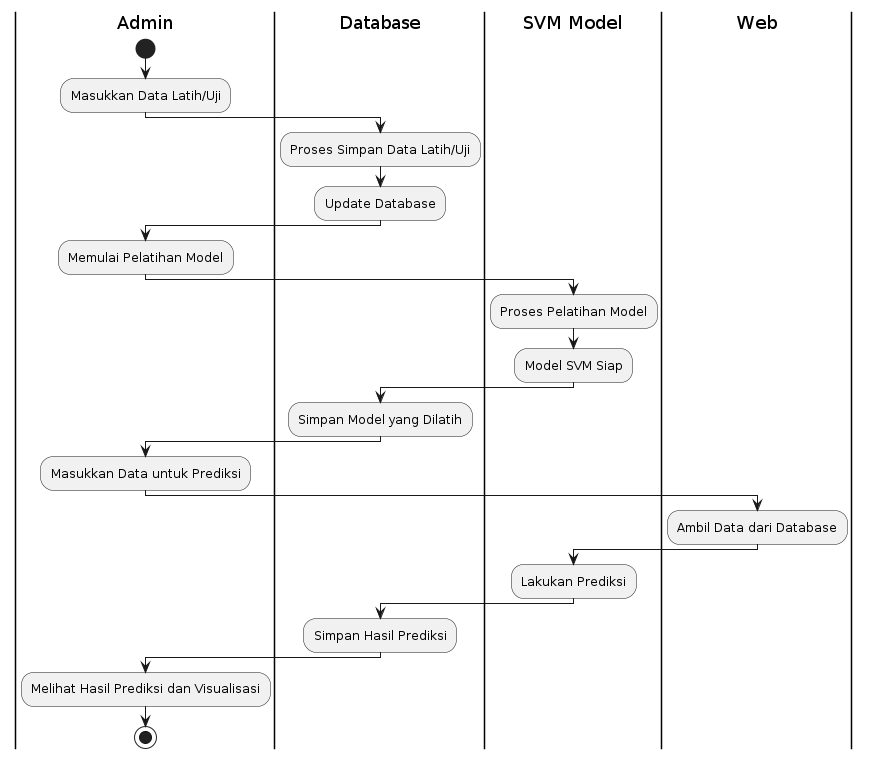 Admin
Database
SVM Model
Web
Masukkan Data Latih/Uji
Proses Simpan Data Latih/Uji
Update Database
Memulai Pelatihan Model
Proses Pelatihan Model
Model SVM Siap
Simpan Model yang Dilatih
Masukkan Data untuk Prediksi
Ambil Data dari Database
Lakukan Prediksi
Simpan Hasil Prediksi
Melihat Hasil Prediksi dan Visualisasi